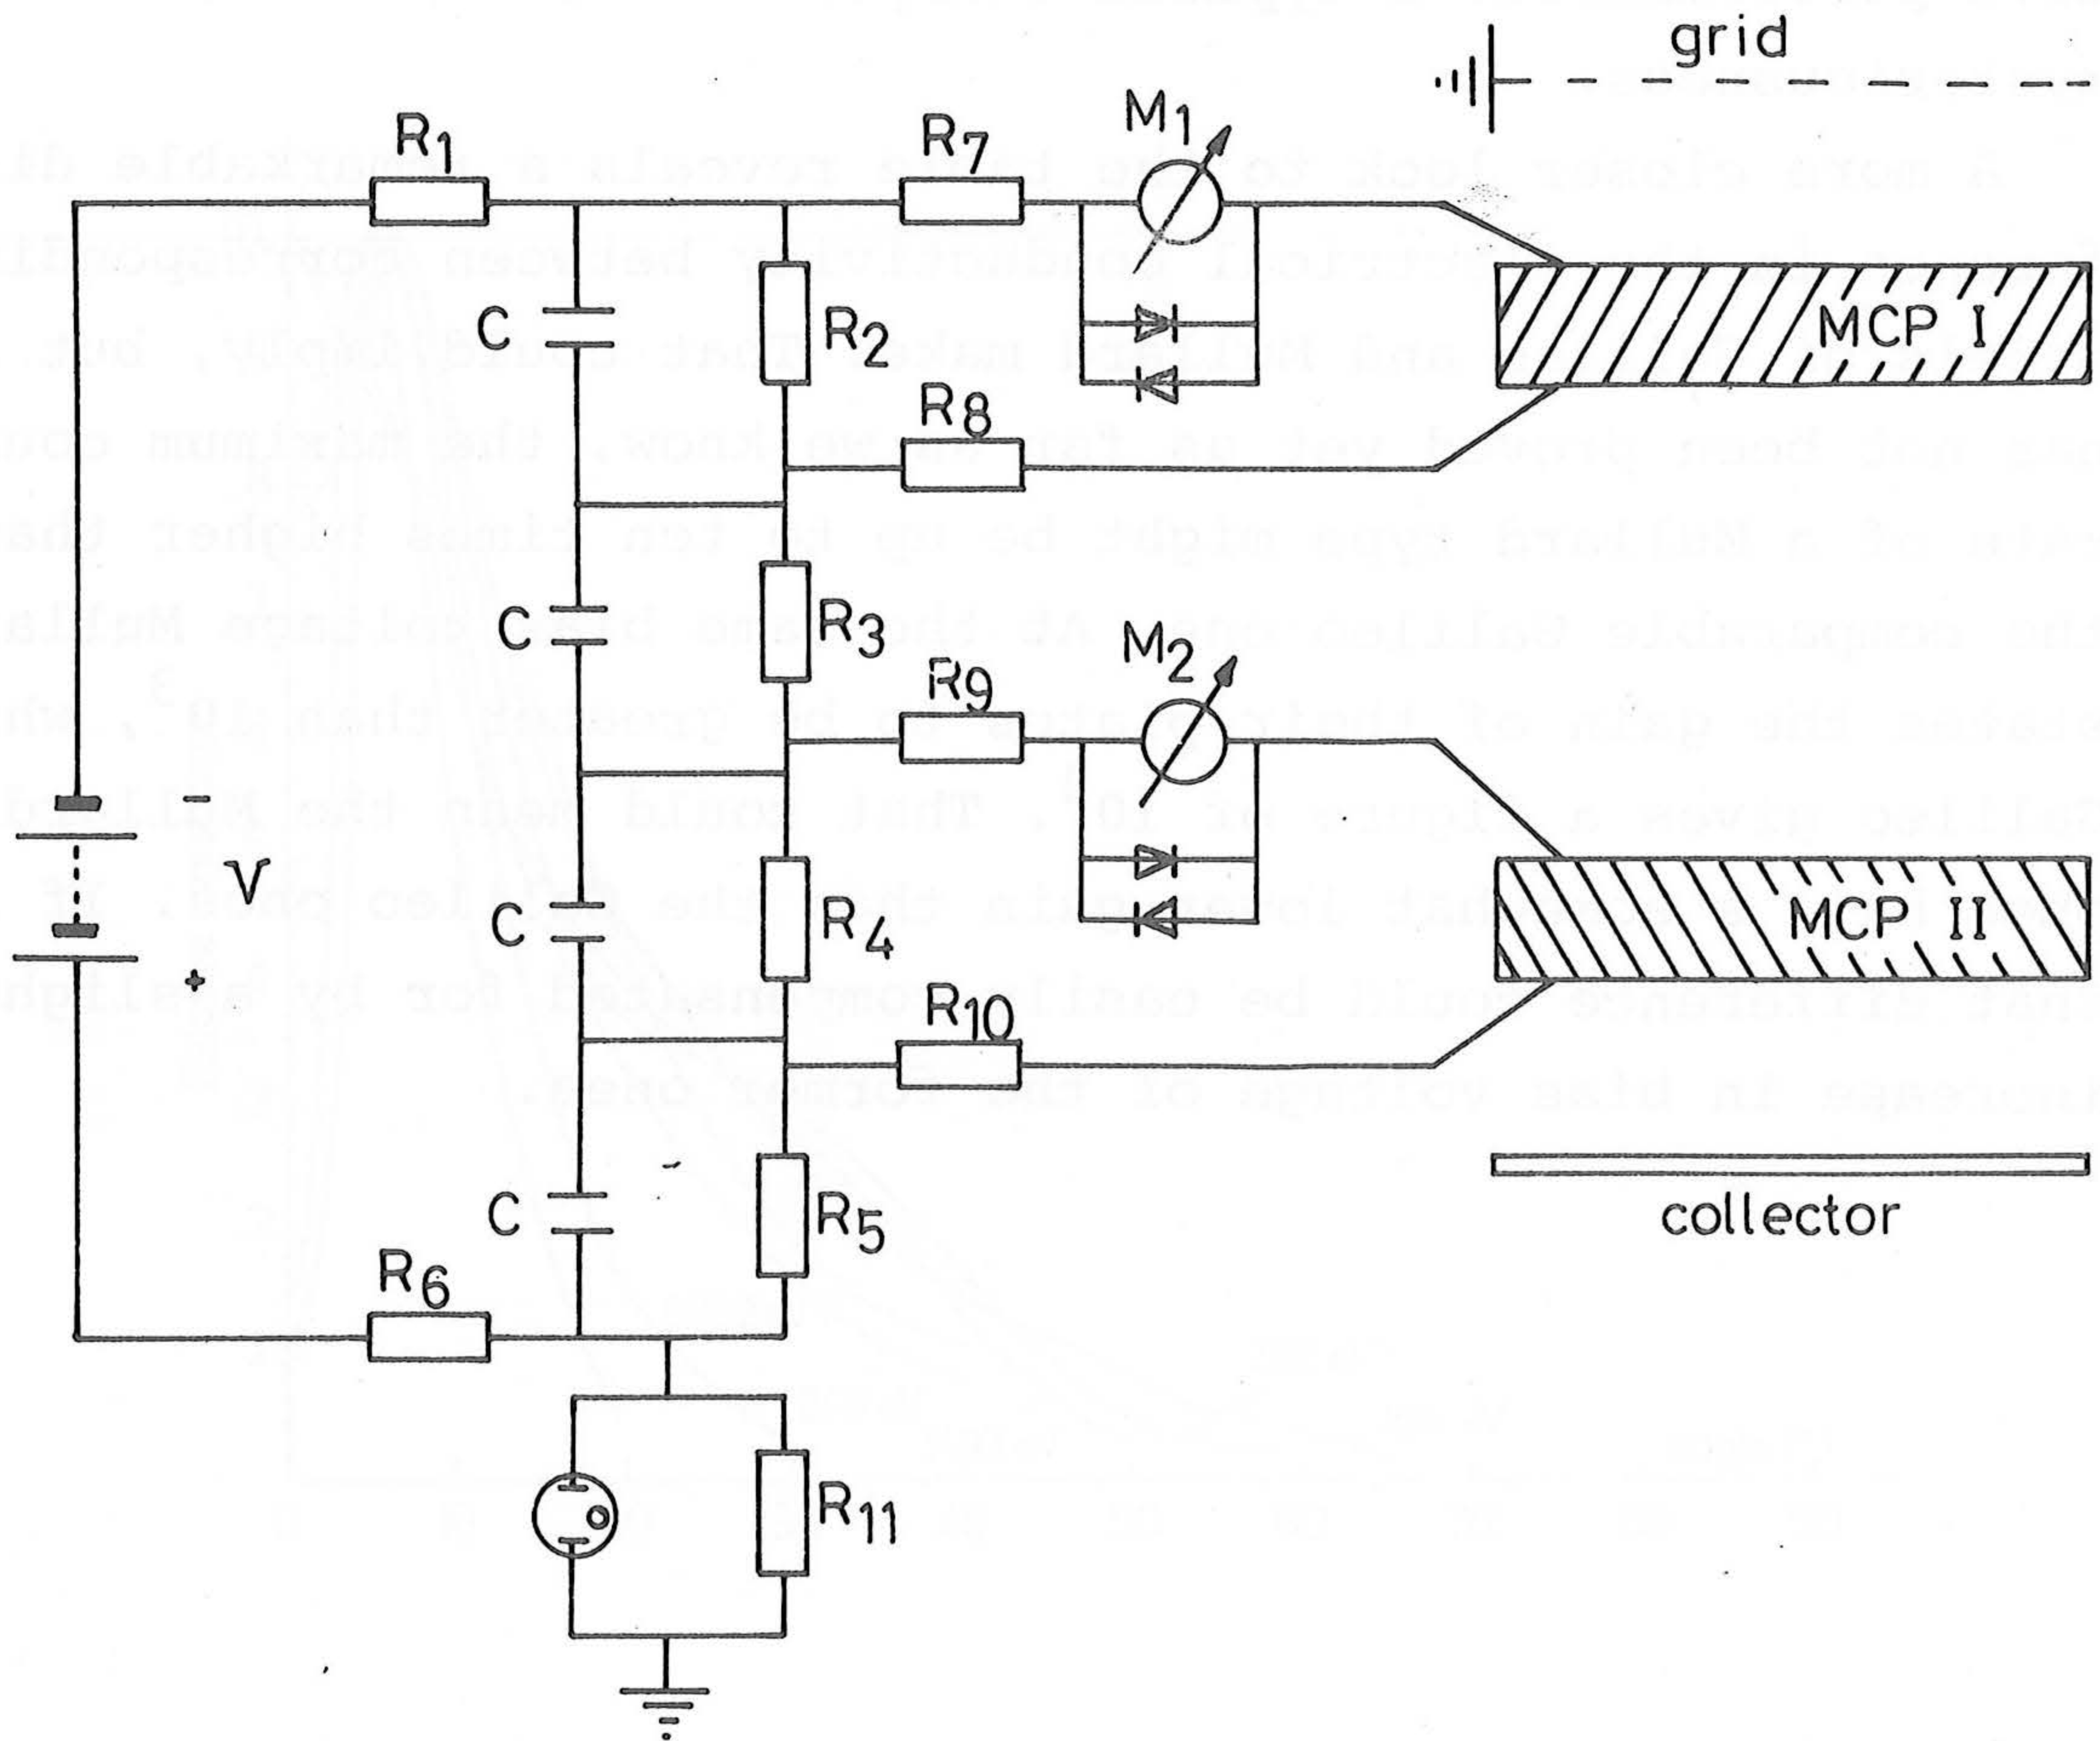 grid
R1
R7
M1
C
R2
MCP I
R8
C
R3
M2
R9
-
V
+
C
R4
MCP II
R10
C
R5
collector
R6
R11